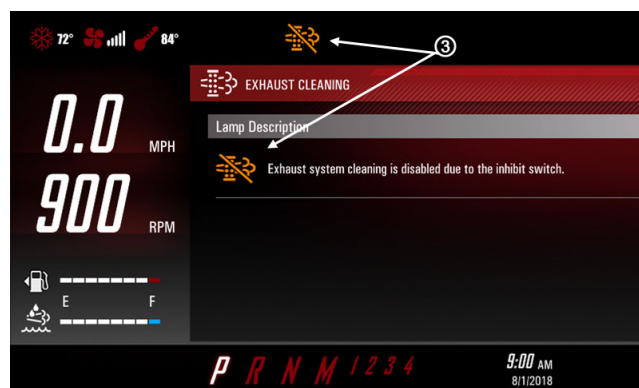 72° 84°
③
EXHAUST CLEANING
Lamp Description
0.0 MPH
Exhaust system cleaning is disabled due to the inhibit switch.
900 RPM
E F
P R N M 1 2 3 4
9:00 AM
8/1/2018